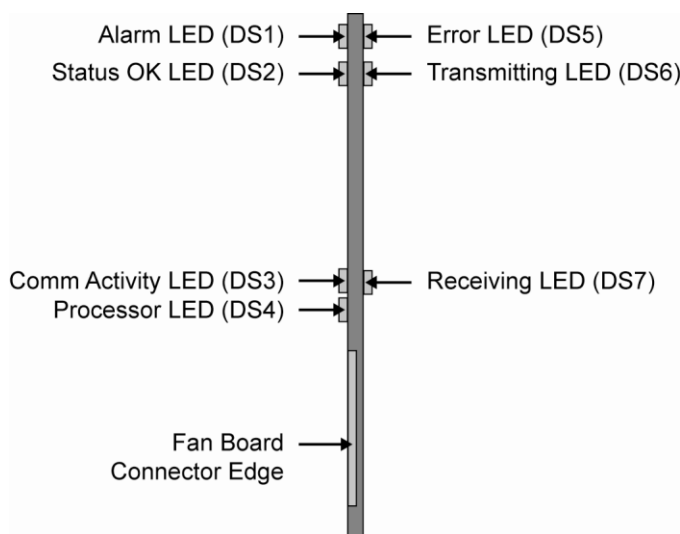 Alarm LED (DS1)
Error LED (DS5)
Status OK LED (DS2)
Transmitting LED (DS6)
Comm Activity LED (DS3)
Receiving LED (DS7)
Processor LED (DS4)
Fan Board
Connector Edge